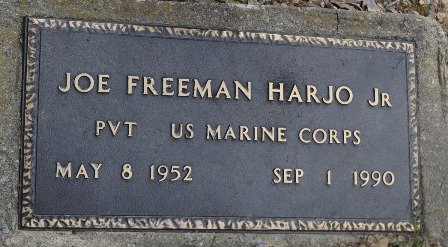 JOE FREEMAN HARJO JR
PVT US MARINE CORPS
MAY 8 1952 SEP 1 1990